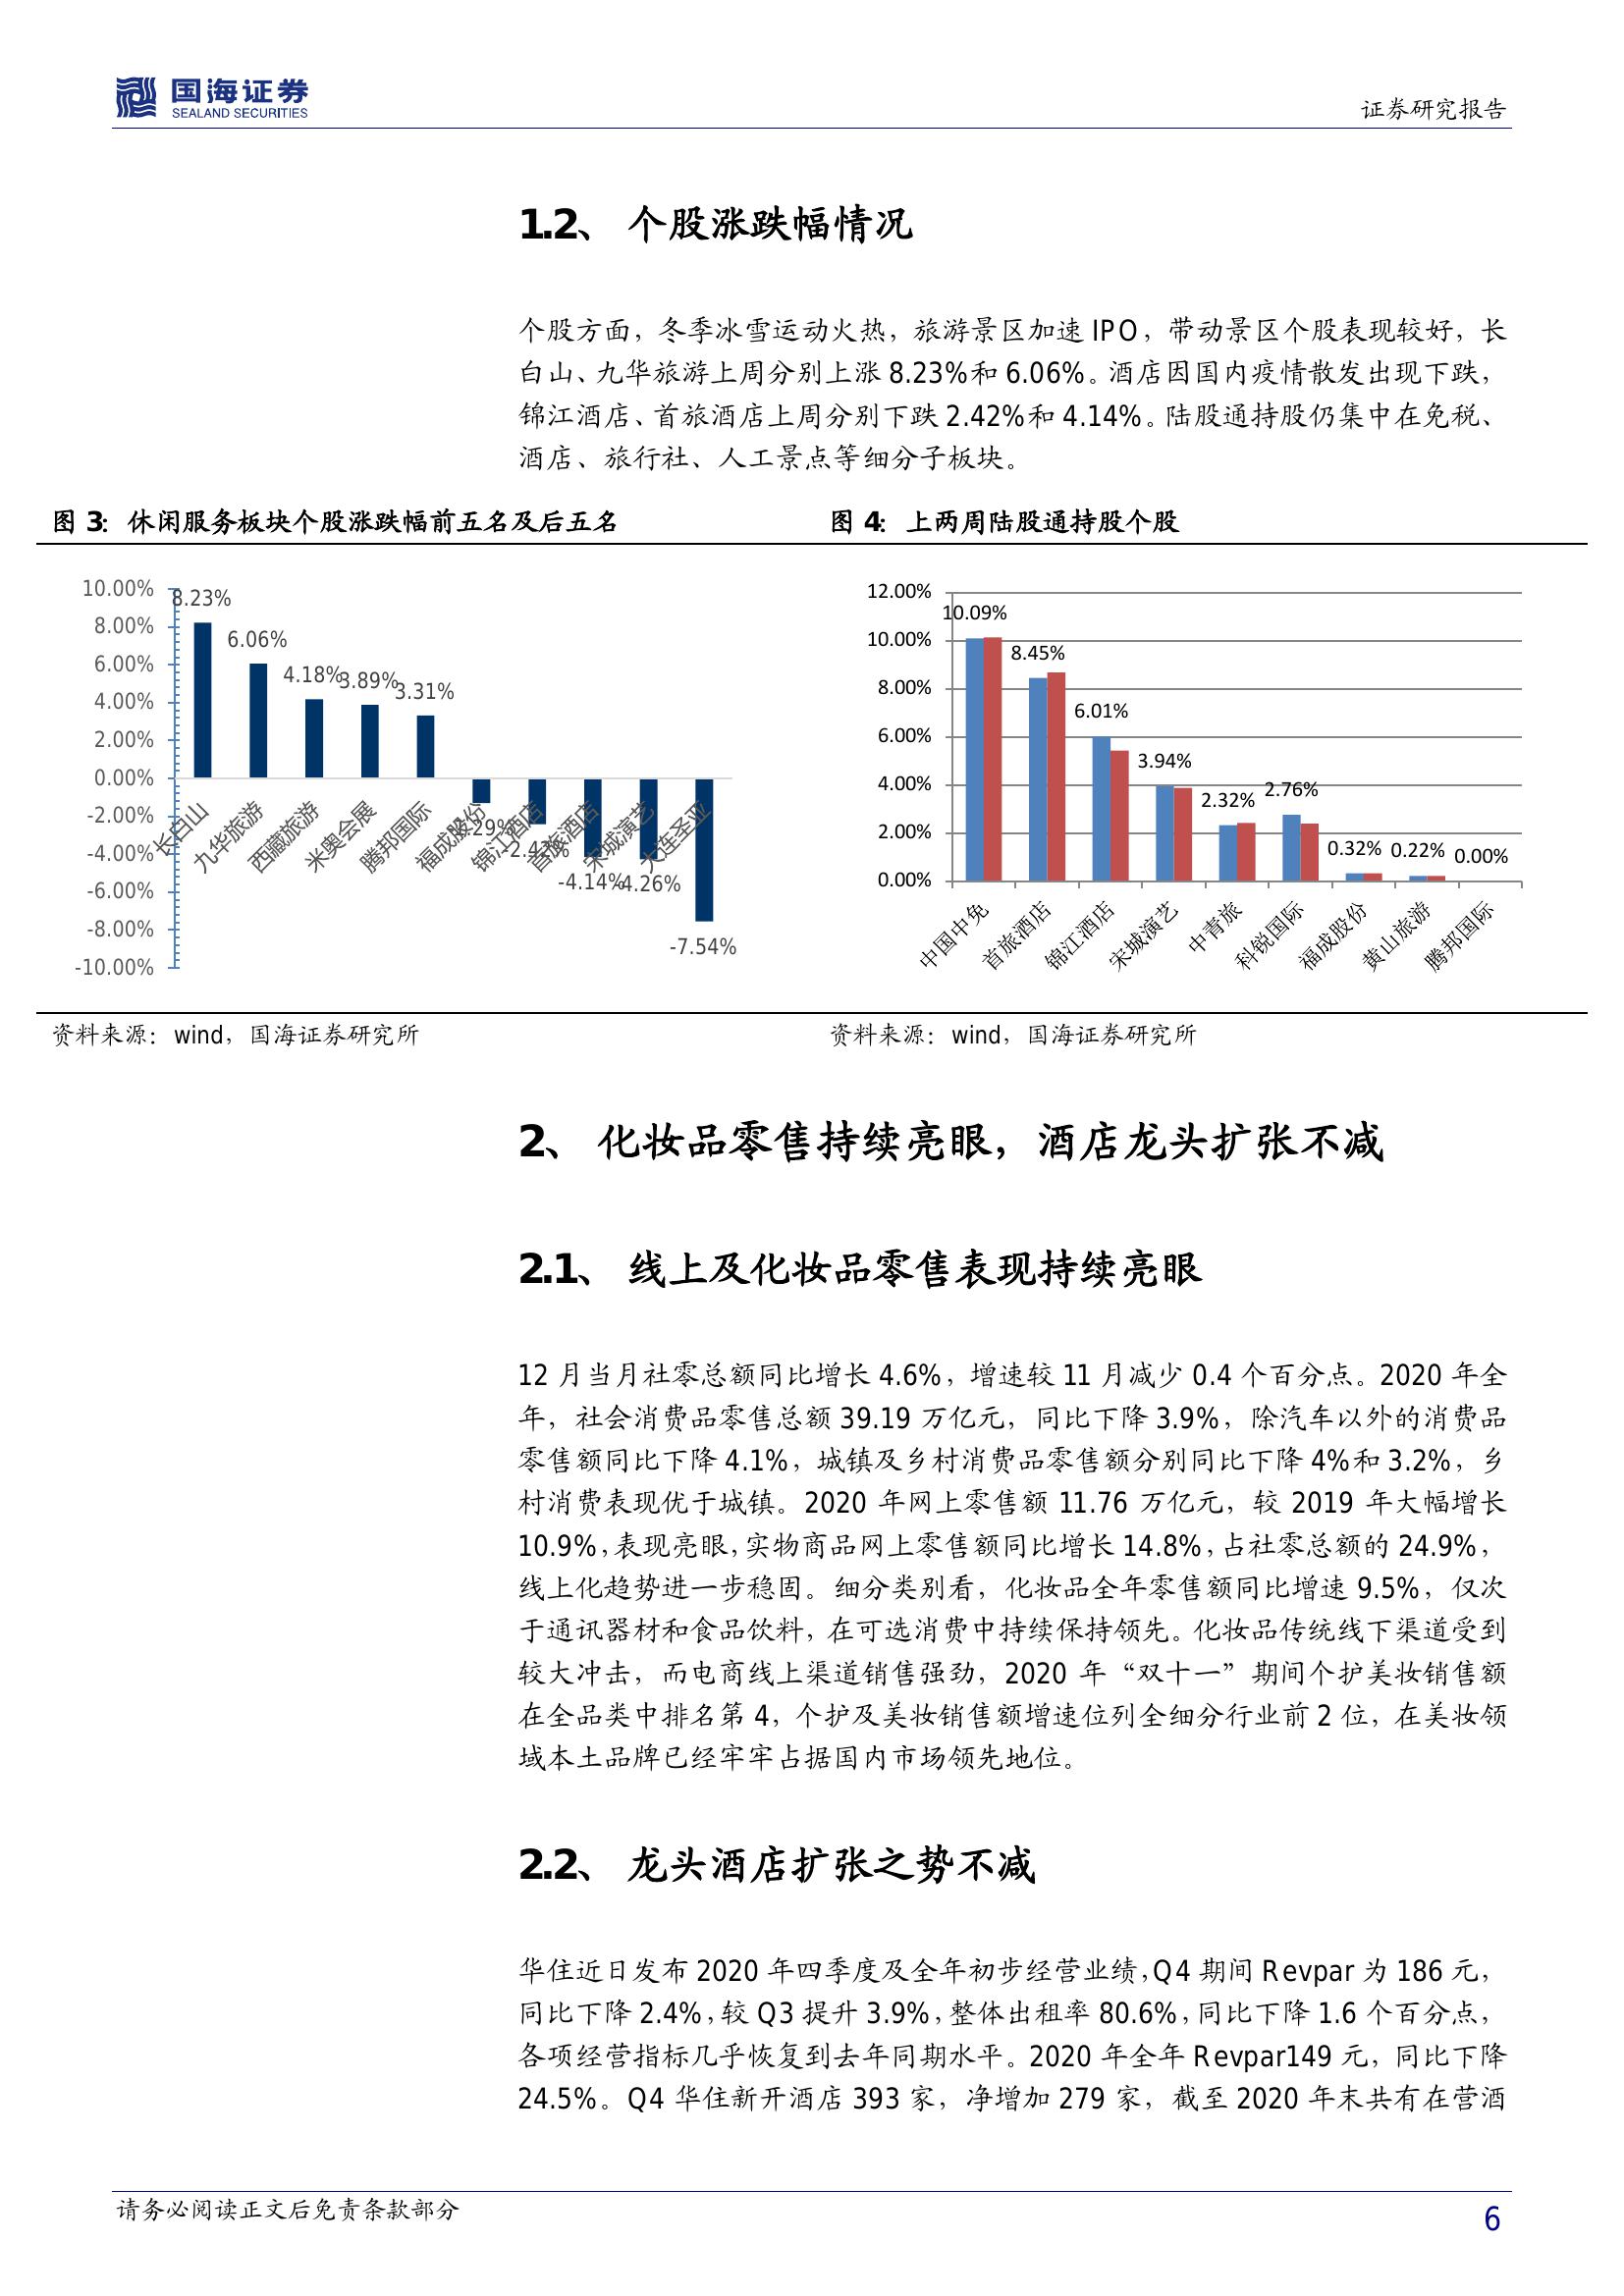 国海证券
SEALAND SECURITIES
证券研究报告
1.2、 个股涨跌幅情况
个股方面，冬季冰雪运动火热，旅游景区加速 IPO，带动景区个股表现较好，长
白山、九华旅游上周分别上涨 8.23%和 6.06%。酒店因国内疫情散发出现下跌，
锦江酒店、首旅酒店上周分别下跌 2.42%和 4.14%。陆股通持股仍集中在免税、
酒店、旅行社、人工景点等细分子板块。
图 3：休闲服务板块个股涨跌幅前五名及后五名
10.00%
8.00%
6.00%
4.00%
2.00%
0.00%
-2.00%
-4.00%
-6.00%
-8.00%
-10.00%
8.23%
6.06%
4.18%
3.89%
3.31%
-2.42%
-4.14%
-4.26%
-7.54%
长白山
九华旅游
西藏旅游
米奥会展
腾邦国际
福成股份
锦江酒店
首旅酒店
宋城演艺
大连圣亚
资料来源：wind，国海证券研究所
图 4：上两周陆股通持股个股
12.00%
10.00%
8.00%
6.00%
4.00%
2.00%
0.00%
10.09%
8.45%
6.01%
3.94%
2.32%
2.76%
0.32%
0.22%
0.00%
中国中免
首旅酒店
锦江酒店
宋城演艺
中青旅
科锐国际
福成股份
黄山旅游
腾邦国际
资料来源：wind，国海证券研究所
2、 化妆品零售持续亮眼，酒店龙头扩张不减
2.1、 线上及化妆品零售表现持续亮眼
12 月当月社零总额同比增长 4.6%，增速较 11 月减少 0.4 个百分点。2020 年全
年，社会消费品零售总额 39.19 万亿元，同比下降 3.9%，除汽车以外的消费品
零售额同比下降 4.1%，城镇及乡村消费品零售额分别同比下降 4%和 3.2%，乡
村消费表现优于城镇。2020 年网上零售额 11.76 万亿元，较 2019 年大幅增长
10.9%，表现亮眼，实物商品网上零售额同比增长 14.8%，占社零总额的 24.9%，
线上化趋势进一步稳固。细分类别看，化妆品全年零售额同比增速 9.5%，仅次
于通讯器材和食品饮料，在可选消费中持续保持领先。化妆品传统线下渠道受到
较大冲击，而电商线上渠道销售强劲，2020 年“双十一”期间个护美妆销售额
在全品类中排名第 4，个护及美妆销售额增速位列全细分行业前 2 位，在美妆领
域本土品牌已经牢牢占据国内市场领先地位。
2.2、 龙头酒店扩张之势不减
华住近日发布 2020 年四季度及全年初步经营业绩，Q4 期间 Revpar 为 186 元，
同比下降 2.4%，较 Q3 提升 3.9%，整体出租率 80.6%，同比下降 1.6 个百分点，
各项经营指标几乎恢复到去年同期水平。2020 年全年 Revpar149 元，同比下降
24.5%。Q4 华住新开酒店 393 家，净增加 279 家，截至 2020 年末共有在营酒
请务必阅读正文后免责条款部分
6